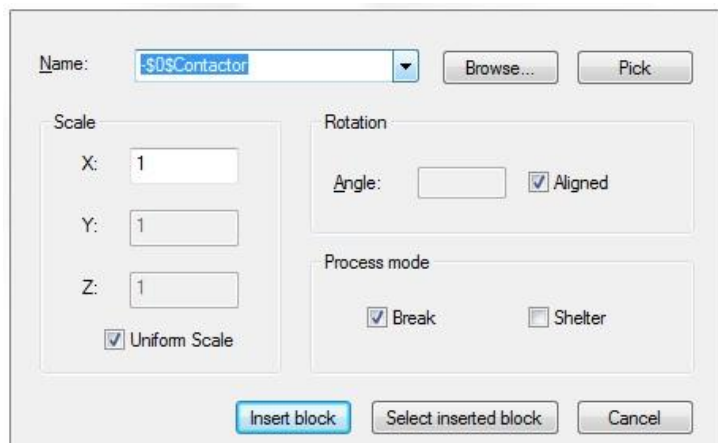 Name: -$0$Contactor Browse... Pick
Scale
X: 1
Y: 1
Z: 1
Uniform Scale
Rotation
Angle: Aligned
Process mode
Break Shelter
Insert block Select inserted block Cancel